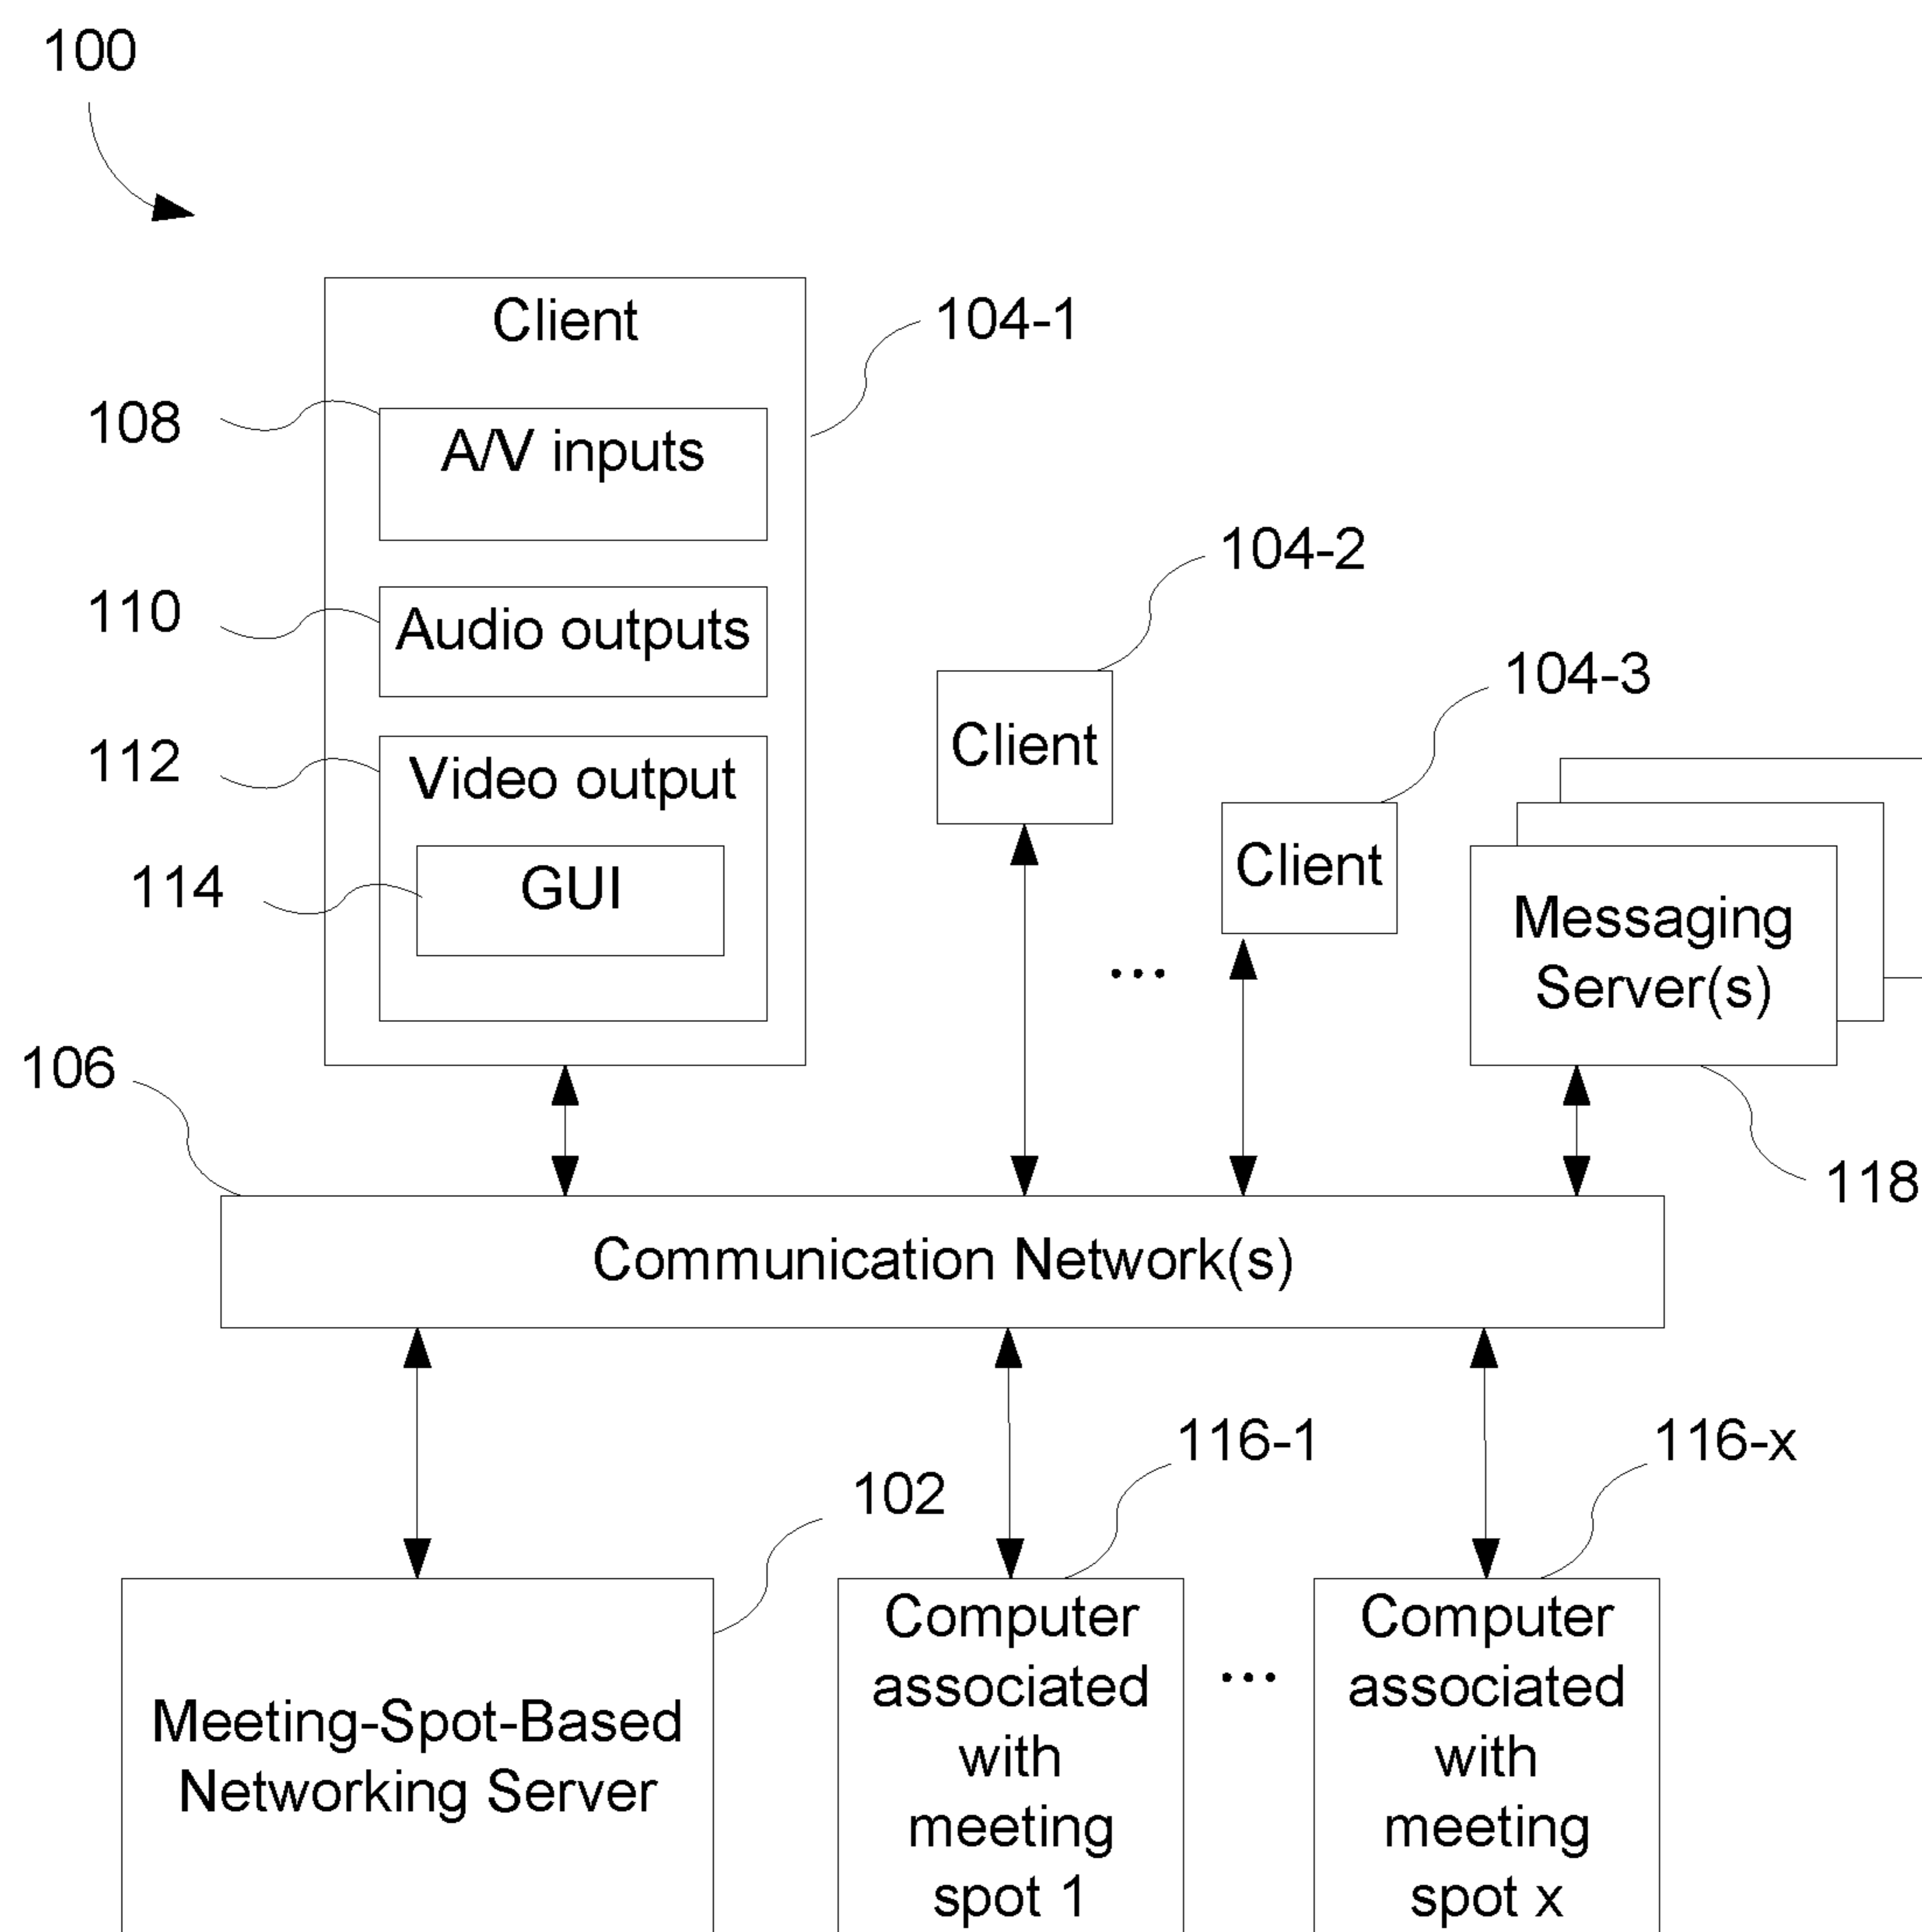 100
Client
104-1
108
A/V inputs
104-2
110
Audio outputs
104-3
112
Video output
Client
114
GUI
Client
Messaging
Server(s)
106
118
Communication Network(s)
116-1
116-x
102
Meeting-Spot-Based
Networking Server
Computer
associated
with
meeting
spot 1
Computer
associated
with
meeting
spot x
...
...